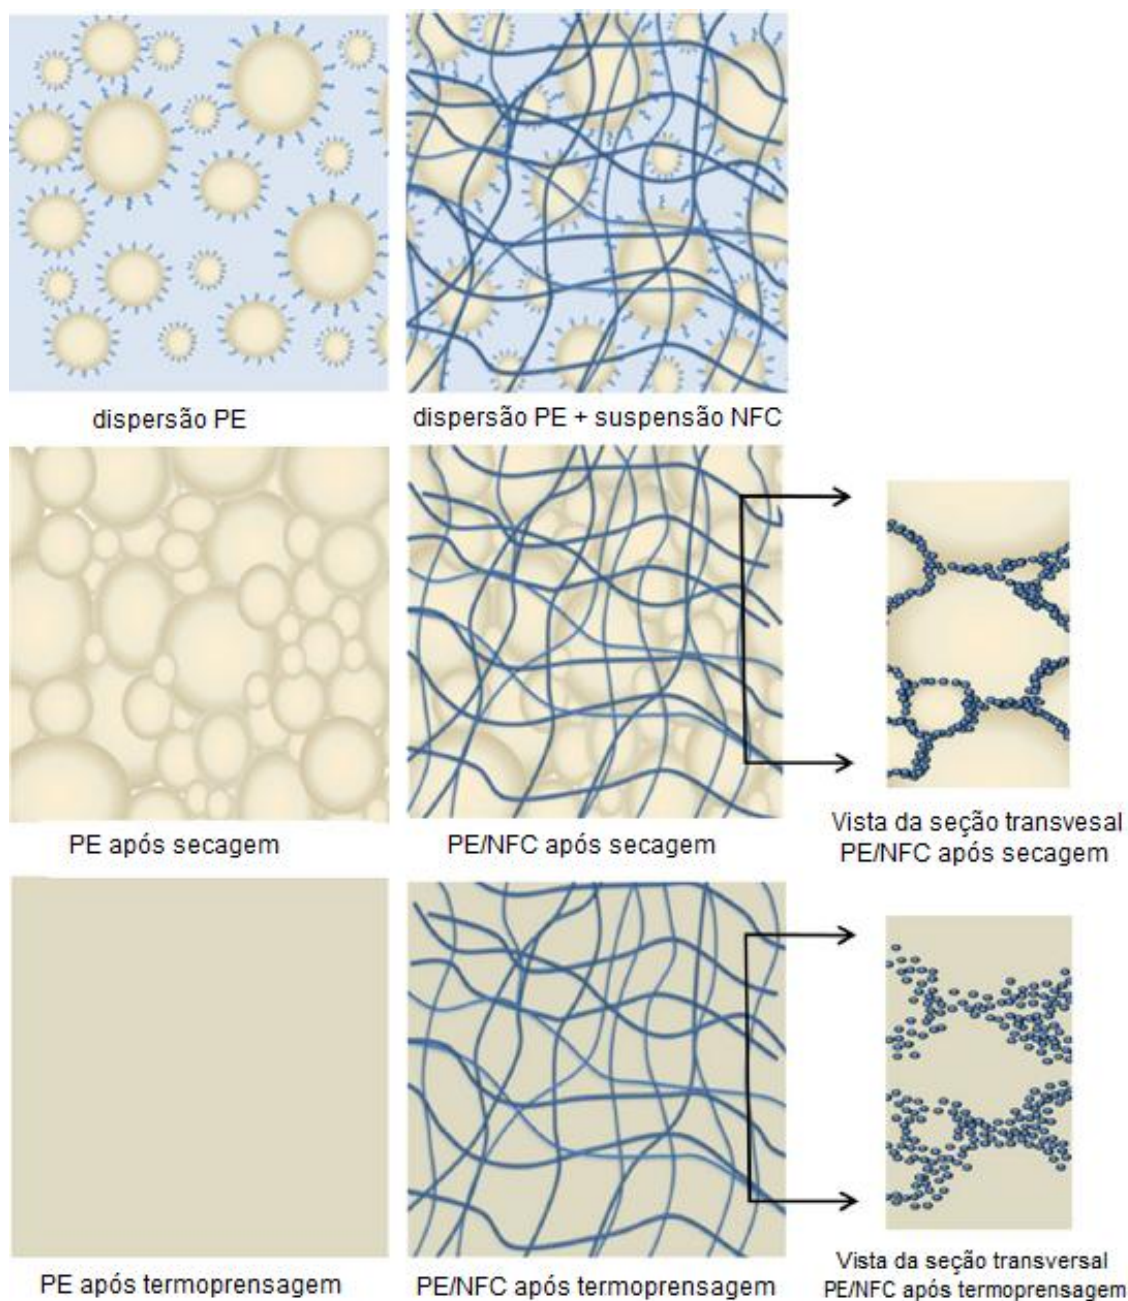 dispersão PE
dispersão PE + suspensão NFC
PE após secagem
PE/NFC após secagem
Vista da seção transvesal
PE/NFC após secagem
PE após termoprensagem
PE/NFC após termoprensagem
Vista da seção transversal
PE/NFC após termoprensagem